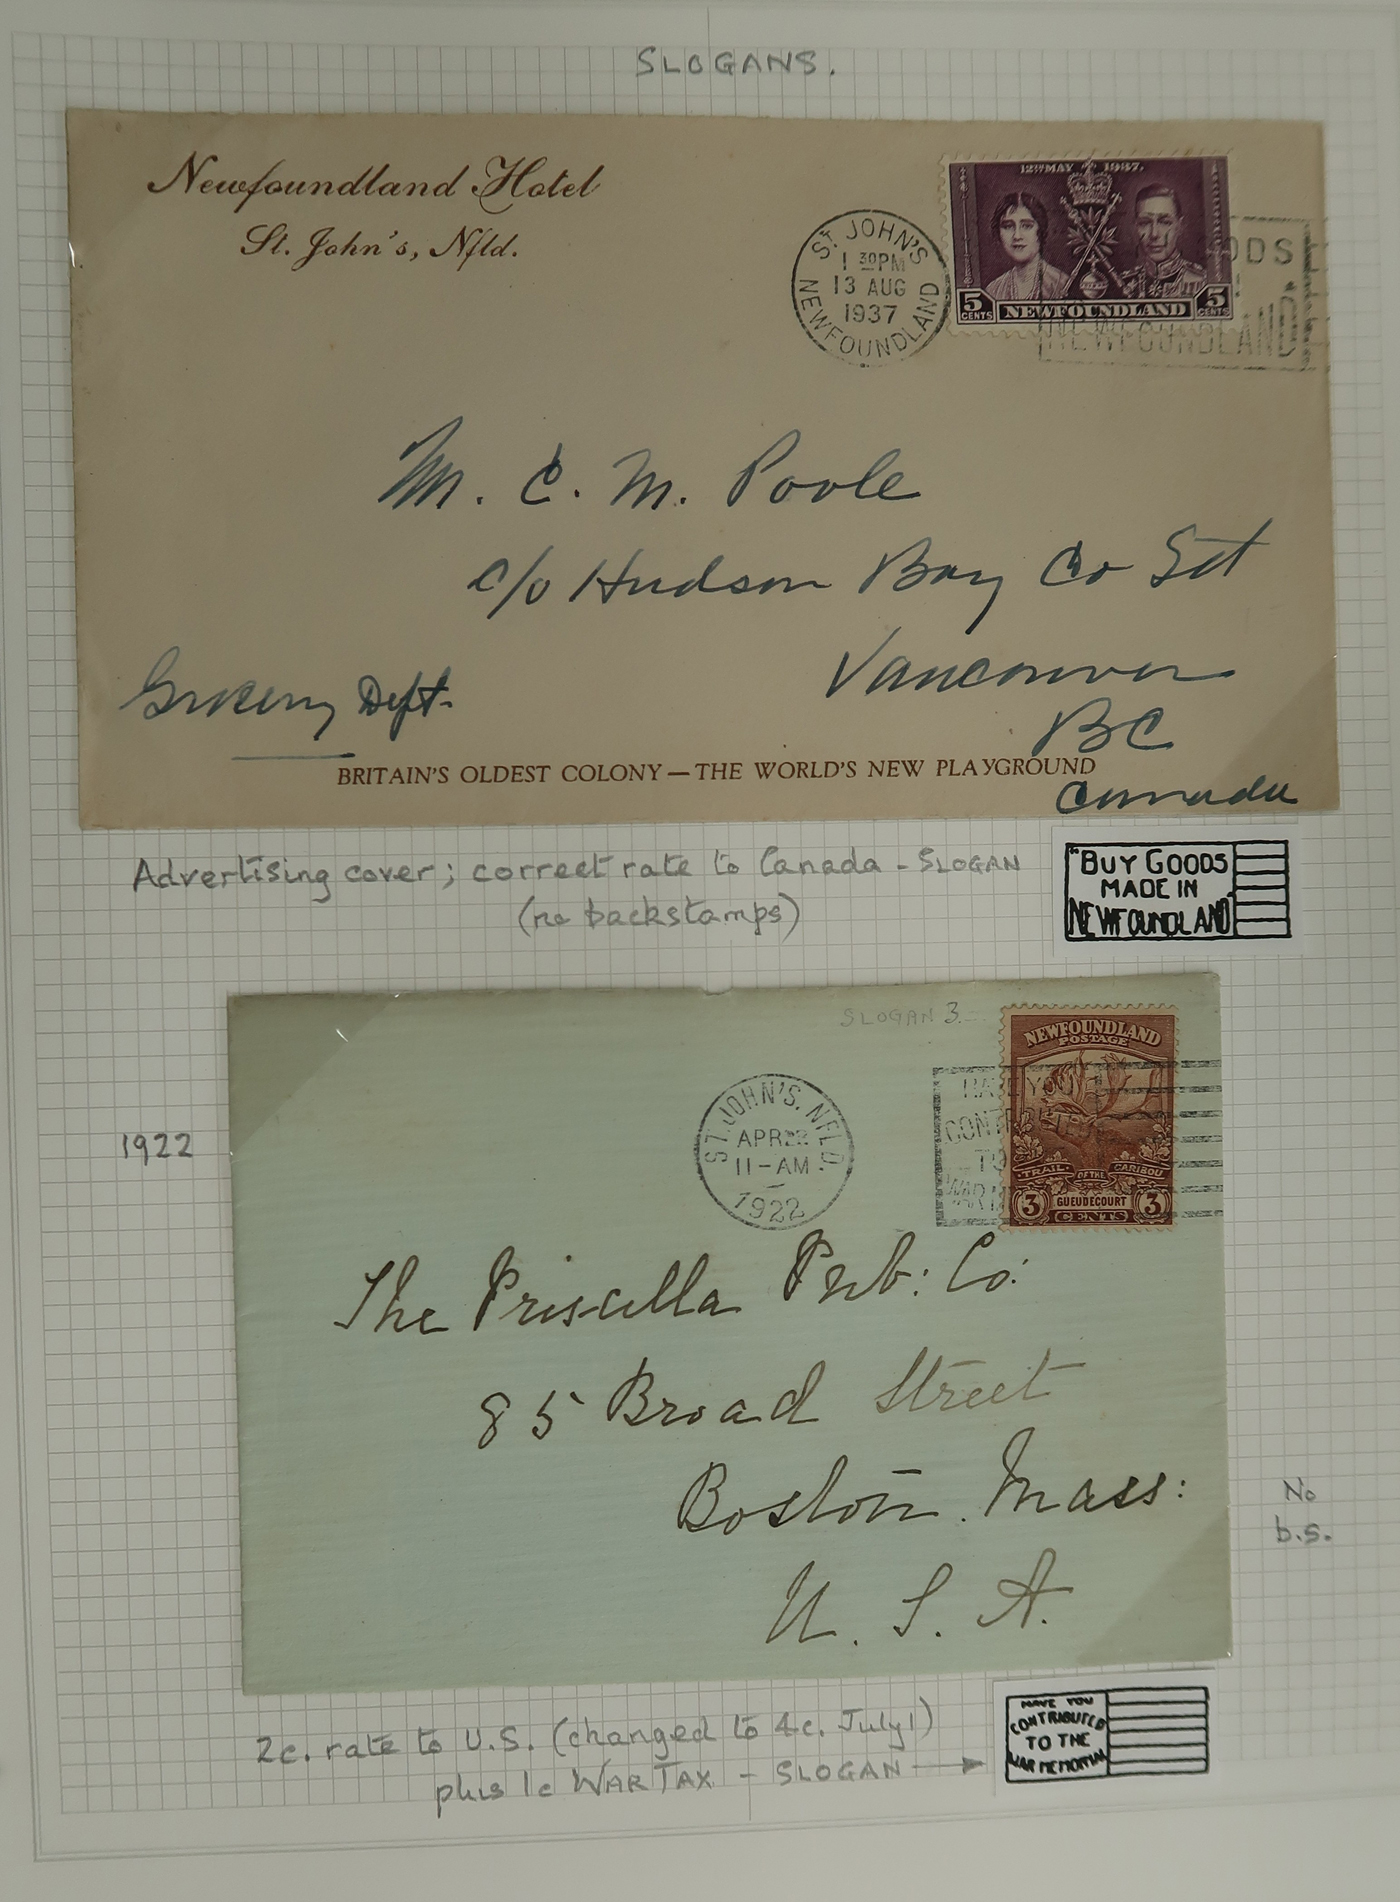 SLOGANS.
Newfoundland Hotel
St. John's, Nfld.
12TH MAY 1937.
ST. JOHN'S
1 30PM
13 AUG
1937
NEWFOUNDLAND
5 CENTS NEWFOUNDLAND 5 CENTS
ODS
NEWFOUNDLAND
M. C. M. Poole
c/o Hudson Bay Co
Vancouver
BC
Canada
Grocery Dept.
BRITAIN'S OLDEST COLONY—THE WORLD'S NEW PLAYGROUND
Advertising cover; correct rate to Canada - SLOGAN
(no backstamps)
"BUY GOODS
MADE IN
NEWFOUNDLAND"
SLOGAN 3.
NEWFOUNDLAND
POSTAGE
TRAIL OF THE CARIBOU
3 GUEUDECOURT 3
CENTS
ST. JOHN'S. NFLD.
APR 22
11-AM
1922
1922
The Priscilla Pub: Co:
85 Broad Street
Boston. Mass:
U. S. A.
No
b.s.
2c. rate to U.S. (changed to 4c. July 1)
plus 1c WAR TAX - SLOGAN
HAVE YOU
CONTRIBUTED
TO THE
WAR MEMORIAL